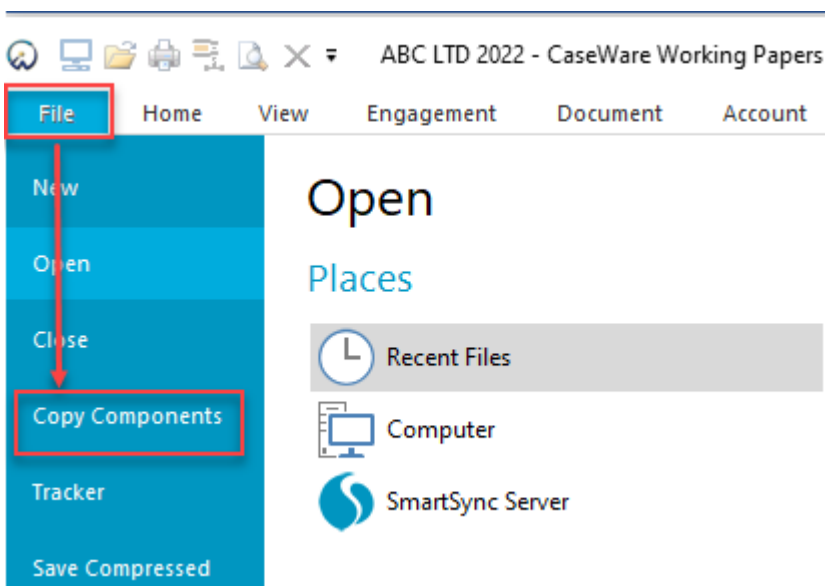 ABC LTD 2022 - CaseWare Working Papers
File Home View Engagement Document Account
New
Open
Close
Copy Components
Tracker
Save Compressed
Open
Places
Recent Files
Computer
SmartSync Server